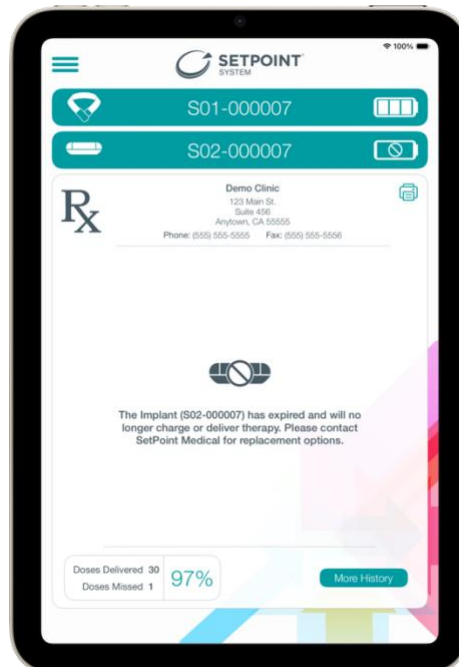 100%
SETPOINT
SYSTEM
S01-000007
S02-000007
Rx
Demo Clinic
123 Main St.
Suite 456
Anytown, CA 55555
Phone: (555) 555-5555 Fax: (555) 555-5556
The Implant (S02-000007) has expired and will no
longer charge or deliver therapy. Please contact
SetPoint Medical for replacement options.
Doses Delivered 30
Doses Missed 1
97%
More History